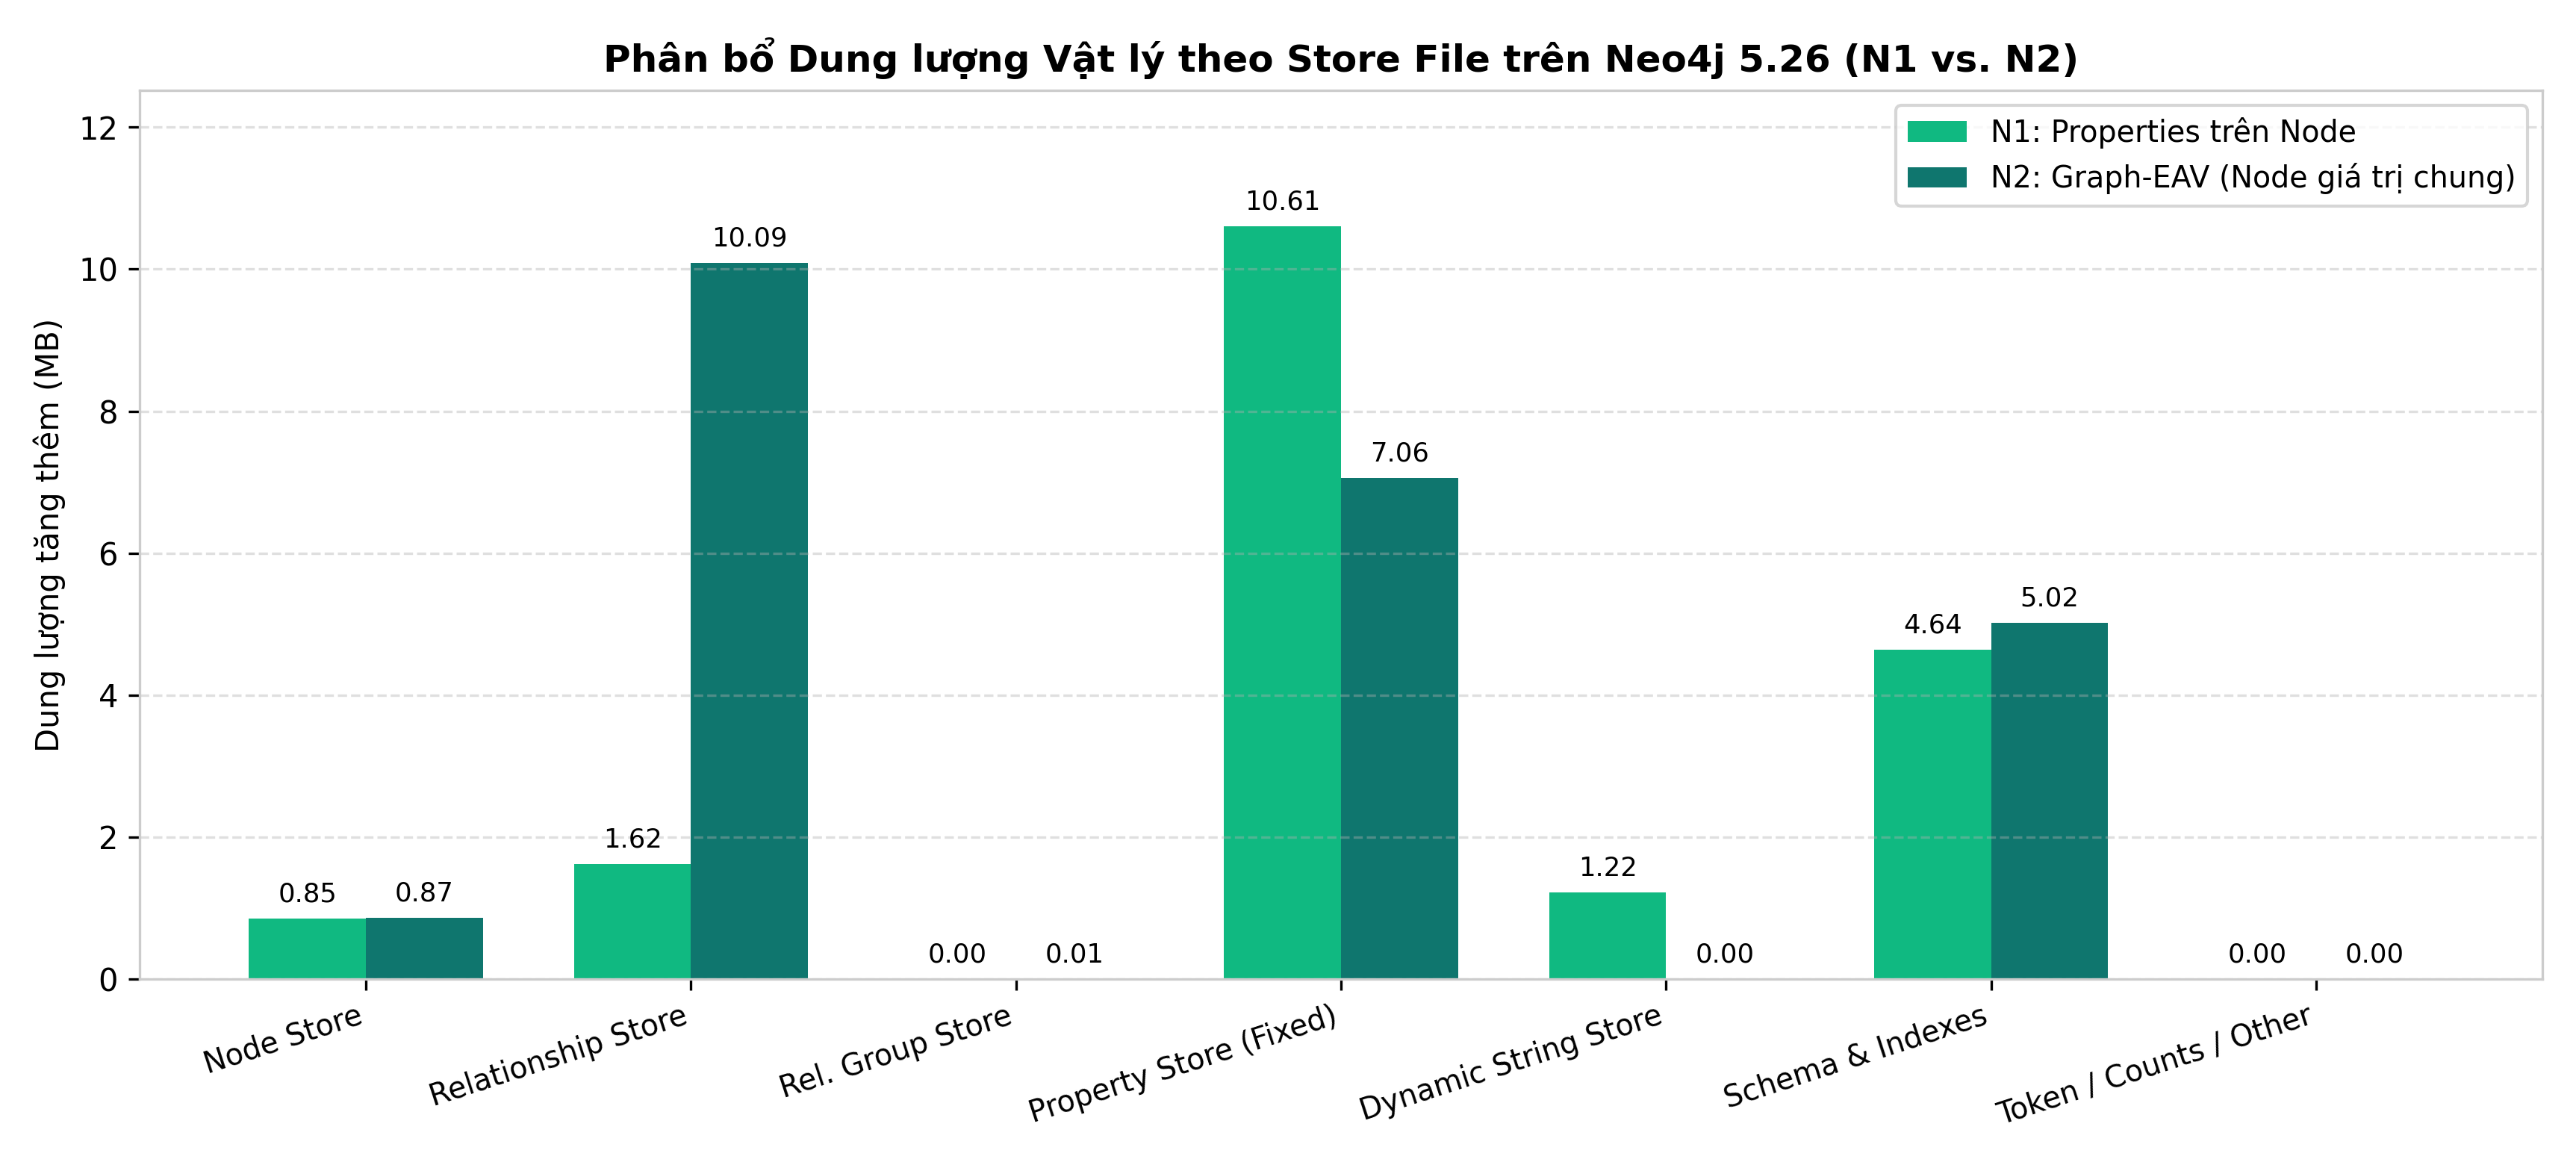 Phân bổ Dung lượng Vật lý theo Store File trên Neo4j 5.26 (N1 vs. N2)
N1: Properties trên Node
N2: Graph-EAV (Node giá trị chung)
Dung lượng tăng thêm (MB)
12
10
8
6
4
2
0
0.85
0.87
1.62
10.09
0.00
0.01
10.61
7.06
1.22
0.00
4.64
5.02
0.00
0.00
Node Store
Relationship Store
Rel. Group Store
Property Store (Fixed)
Dynamic String Store
Schema & Indexes
Token / Counts / Other